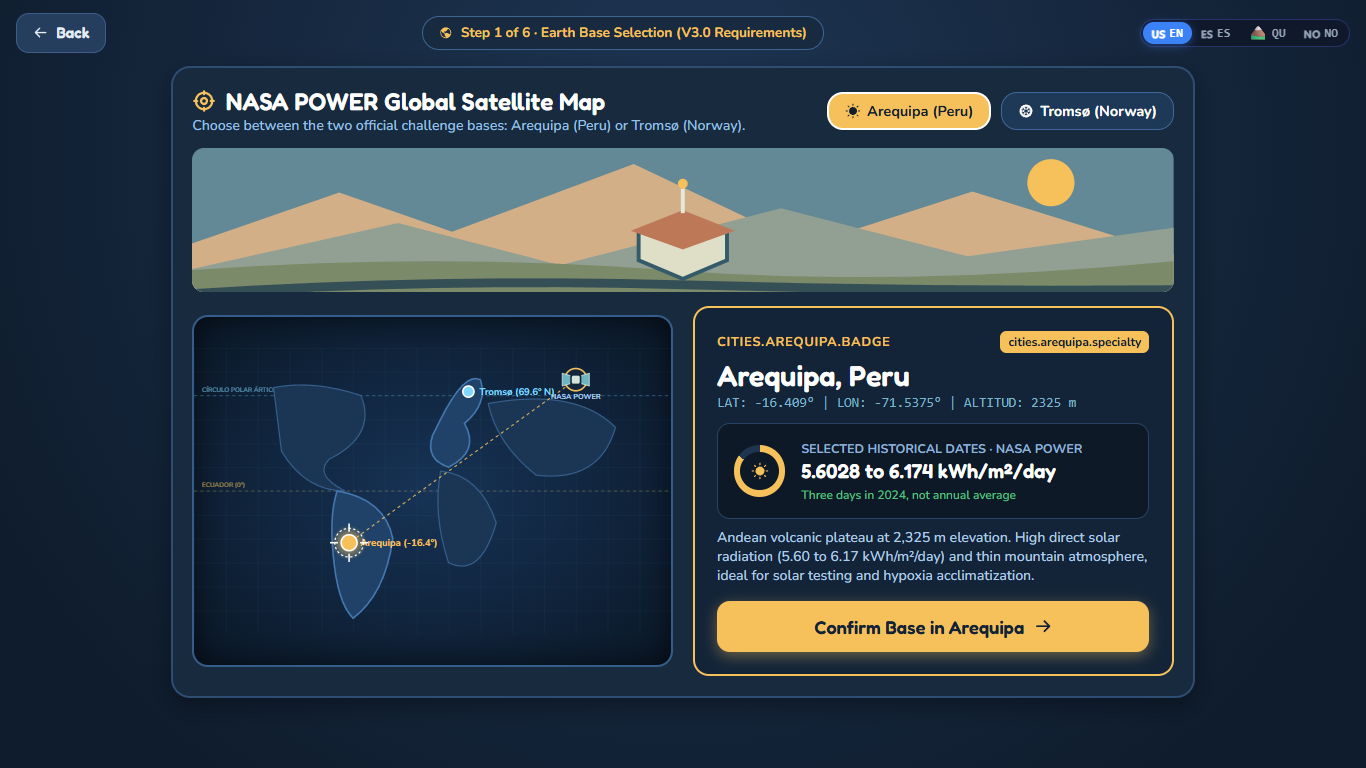 ← Back
Step 1 of 6 · Earth Base Selection (V3.0 Requirements)
US EN
ES ES
QU
NO NO
NASA POWER Global Satellite Map
Choose between the two official challenge bases: Arequipa (Peru) or Tromsø (Norway).
Arequipa (Peru)
Tromsø (Norway)
CÍRCULO POLAR ÁRTIC
Tromsø (69.6° N)
NASA POWER
ECUADOR (0°)
Arequipa (-16.4°)
CITIES.AREQUIPA.BADGE
cities.arequipa.specialty
Arequipa, Peru
LAT: -16.409° | LON: -71.5375° | ALTITUD: 2325 m
SELECTED HISTORICAL DATES · NASA POWER
5.6028 to 6.174 kWh/m²/day
Three days in 2024, not annual average
Andean volcanic plateau at 2,325 m elevation. High direct solar
radiation (5.60 to 6.17 kWh/m²/day) and thin mountain atmosphere,
ideal for solar testing and hypoxia acclimatization.
Confirm Base in Arequipa →